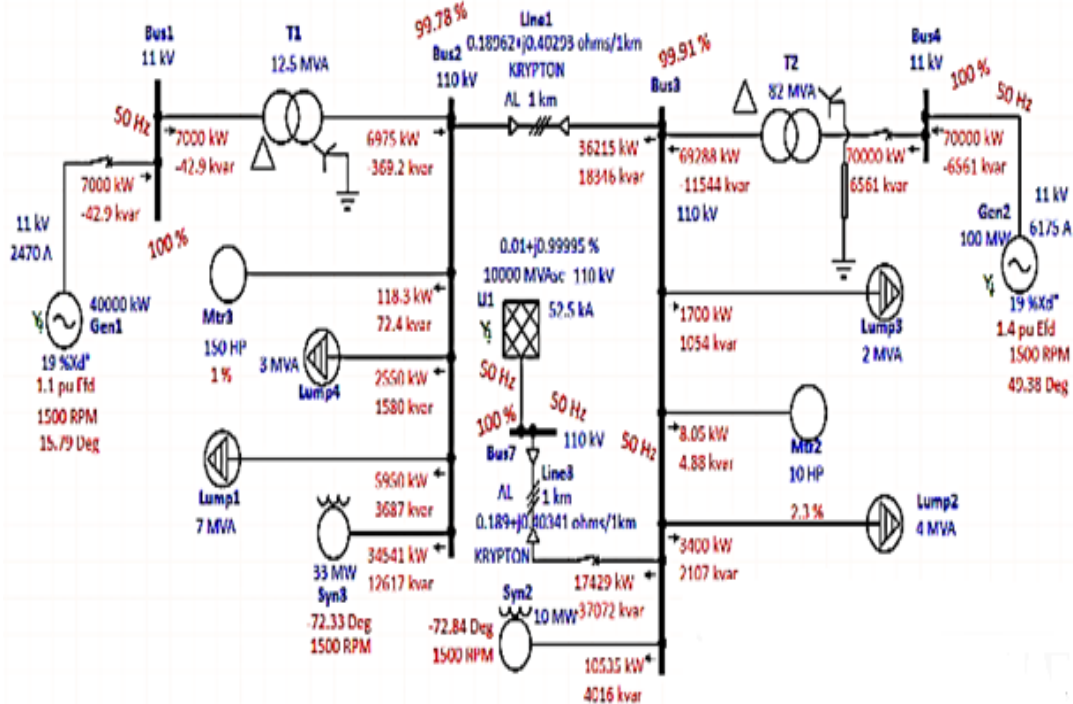 Bus1
11 kV
T1
12.5 MVA
50 Hz
7000 kW
-42.9 kvar
6975 kW
-369.2 kvar
7000 kW
-42.9 kvar
100 %
11 kV
2470 A
40000 kW
Gen1
19 %Xd"
1.1 pu Efd
1500 RPM
15.79 Deg
99.78 %
Bus2
110 kV
Line1
0.18962+j0.40293 ohms/1km
KRYPTON
AL 1 km
99.91 %
Bus3
36215 kW
18346 kvar
69288 kW
-11544 kvar
110 kV
T2
82 MVA
70000 kW
6561 kvar
Bus4
11 kV
100 %
50 Hz
70000 kW
-6561 kvar
11 kV
6175 A
Gen2
100 MW
19 %Xd"
1.4 pu Efd
1500 RPM
49.38 Deg
Mtr3
150 HP
1 %
118.3 kW
72.4 kvar
3 MVA
Lump4
2550 kW
1580 kvar
Lump1
7 MVA
5950 kW
3687 kvar
33 MW
Syn3
-72.33 Deg
1500 RPM
34541 kW
12617 kvar
0.01+j0.99995 %
10000 MVAsc 110 kV
U1
52.5 kA
50 Hz
100 %
50 Hz
Bus7
110 kV
Line3
AL
1 km
0.189+j0.40341 ohms/1km
KRYPTON
17429 kW
-37072 kvar
Syn2
10 MW
-72.84 Deg
1500 RPM
10535 kW
4016 kvar
50 Hz
1700 kW
1054 kvar
Lump3
2 MVA
8.05 kW
4.88 kvar
Mtr2
10 HP
2.3 %
Lump2
4 MVA
3400 kW
2107 kvar